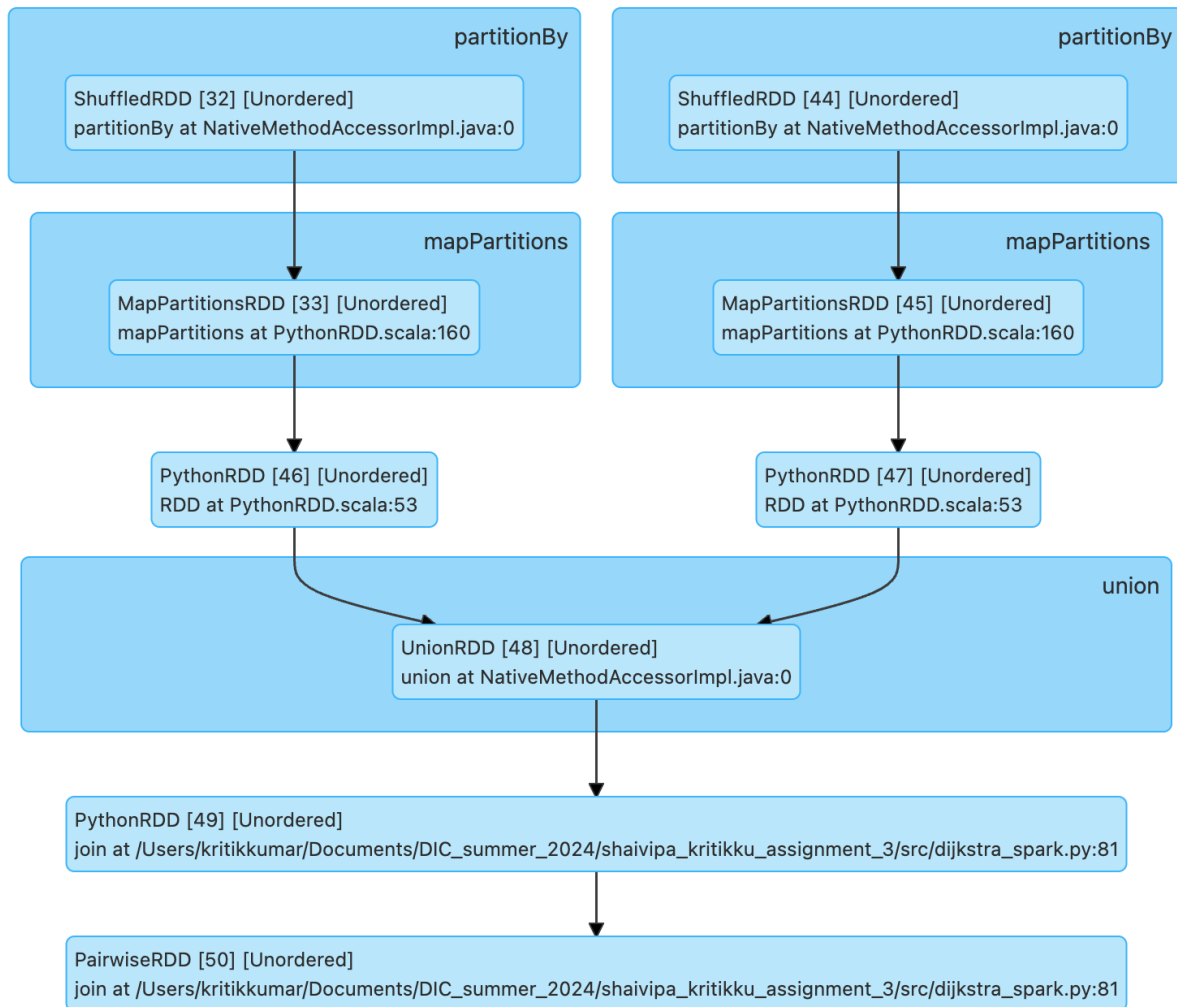 partitionBy
ShuffledRDD [32] [Unordered]
partitionBy at NativeMethodAccessorImpl.java:0
partitionBy
ShuffledRDD [44] [Unordered]
partitionBy at NativeMethodAccessorImpl.java:0
mapPartitions
MapPartitionsRDD [33] [Unordered]
mapPartitions at PythonRDD.scala:160
mapPartitions
MapPartitionsRDD [45] [Unordered]
mapPartitions at PythonRDD.scala:160
PythonRDD [46] [Unordered]
RDD at PythonRDD.scala:53
PythonRDD [47] [Unordered]
RDD at PythonRDD.scala:53
union
UnionRDD [48] [Unordered]
union at NativeMethodAccessorImpl.java:0
PythonRDD [49] [Unordered]
join at /Users/kritikkumar/Documents/DIC_summer_2024/shaivipa_kritikku_assignment_3/src/dijkstra_spark.py:81
PairwiseRDD [50] [Unordered]
join at /Users/kritikkumar/Documents/DIC_summer_2024/shaivipa_kritikku_assignment_3/src/dijkstra_spark.py:81